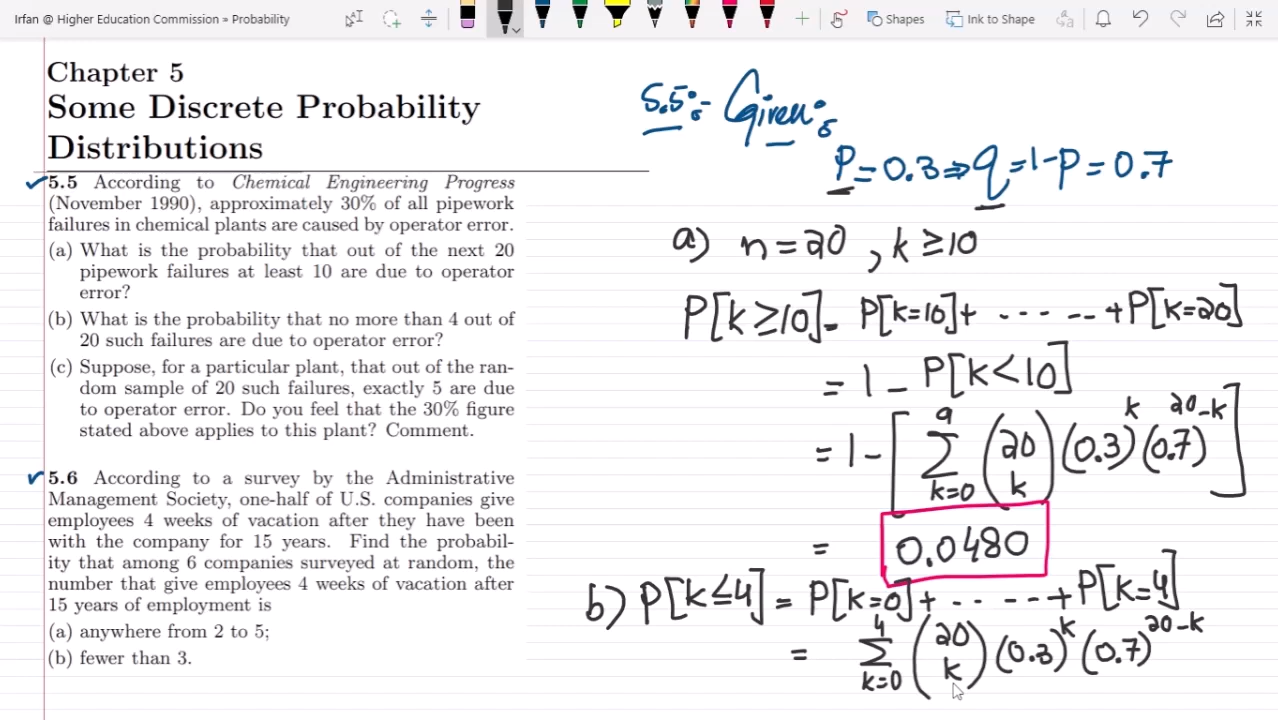 Irfan @ Higher Education Commission » Probability
Shapes
Ink to Shape
Chapter 5
Some Discrete Probability
Distributions
5.5 According to Chemical Engineering Progress
(November 1990), approximately 30% of all pipework
failures in chemical plants are caused by operator error.
(a) What is the probability that out of the next 20
pipework failures at least 10 are due to operator
error?
(b) What is the probability that no more than 4 out of
20 such failures are due to operator error?
(c) Suppose, for a particular plant, that out of the ran-
dom sample of 20 such failures, exactly 5 are due
to operator error. Do you feel that the 30% figure
stated above applies to this plant? Comment.
5.6 According to a survey by the Administrative
Management Society, one-half of U.S. companies give
employees 4 weeks of vacation after they have been
with the company for 15 years. Find the probabil-
ity that among 6 companies surveyed at random, the
number that give employees 4 weeks of vacation after
15 years of employment is
(a) anywhere from 2 to 5;
(b) fewer than 3.
5.5:- Given:
p = 0.3 ⇒ q = 1-p = 0.7
a) n = 20 , k ≥ 10
P[k ≥ 10] = P[k=10] + ...... + P[k=20]
= 1 - P[k < 10]
= 1 - [ ∑_{k=0}^{9} (20 k) (0.3)^k (0.7)^{20-k} ]
= 0.0480
b) P[k ≤ 4] = P[k=0] + ...... + P[k=4]
= ∑_{k=0}^{4} (20 k) (0.3)^k (0.7)^{20-k}